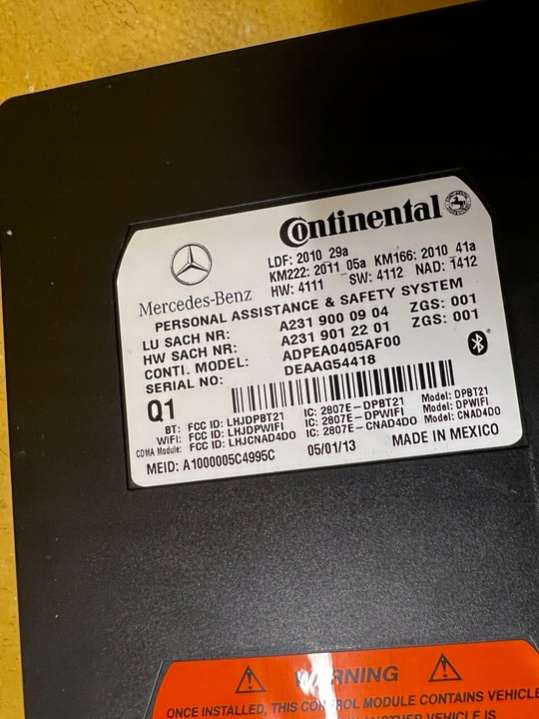 Continental
Mercedes-Benz
LDF: 2010_29a
KM222: 2011_05a KM166: 2010_41a
HW: 4111 SW: 4112 NAD: 1412
PERSONAL ASSISTANCE & SAFETY SYSTEM
LU SACH NR: A231 900 09 04 ZGS: 001
HW SACH NR: A231 901 22 01 ZGS: 001
CONTI. MODEL: ADPEA0405AF00
SERIAL NO: DEAAG54418
Q1
BT: FCC ID: LHJDPBT21 IC: 2807E-DPBT21 Model: DPBT21
WiFi: FCC ID: LHJDPWIFI IC: 2807E-DPWIFI Model: DPWIFI
CDMA Module: FCC ID: LHJCNAD4DO IC: 2807E-CNAD4DO Model: CNAD4DO
MEID: A1000005C4995C 05/01/13 MADE IN MEXICO
WARNING
ONCE INSTALLED, THIS CONTROL MODULE CONTAINS VEHICLE
ANOTHER VEHICLE IS